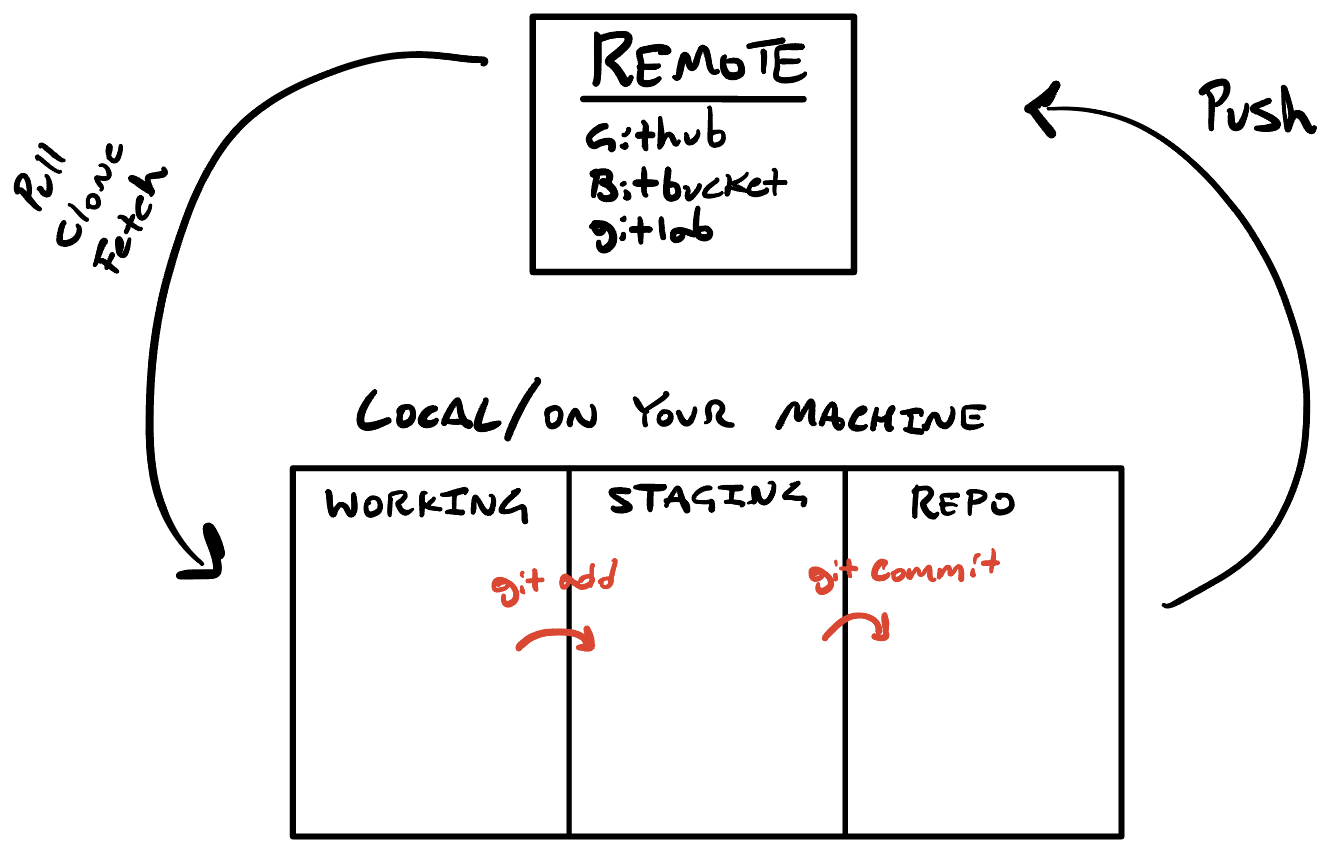 REMOTE
Github
Bitbucket
gitlab
Push
Pull
Clone
Fetch
LOCAL/ON YOUR MACHINE
WORKING
STAGING
REPO
git add
git commit